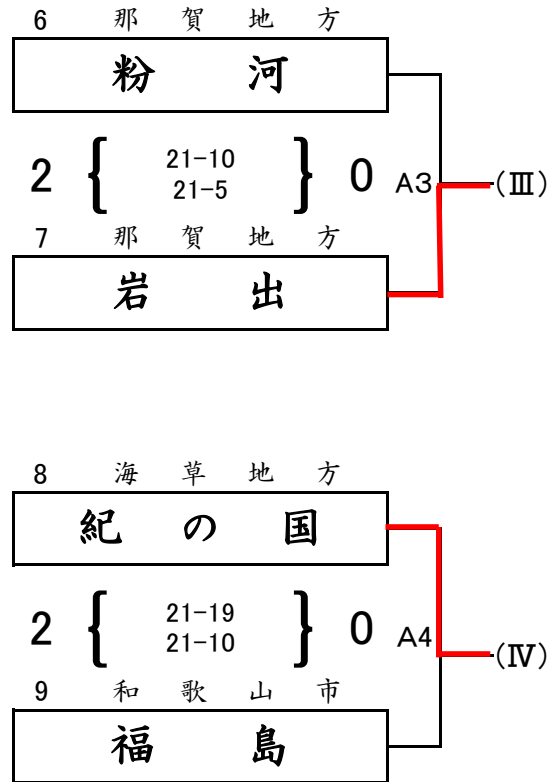 6 那賀地方
粉河
2 { 21-10 } 0 A3 (Ⅲ)
21-5
7 那賀地方
岩出
8 海草地方
紀の国
2 { 21-19 } 0 A4 (Ⅳ)
21-10
9 和歌山市
福島